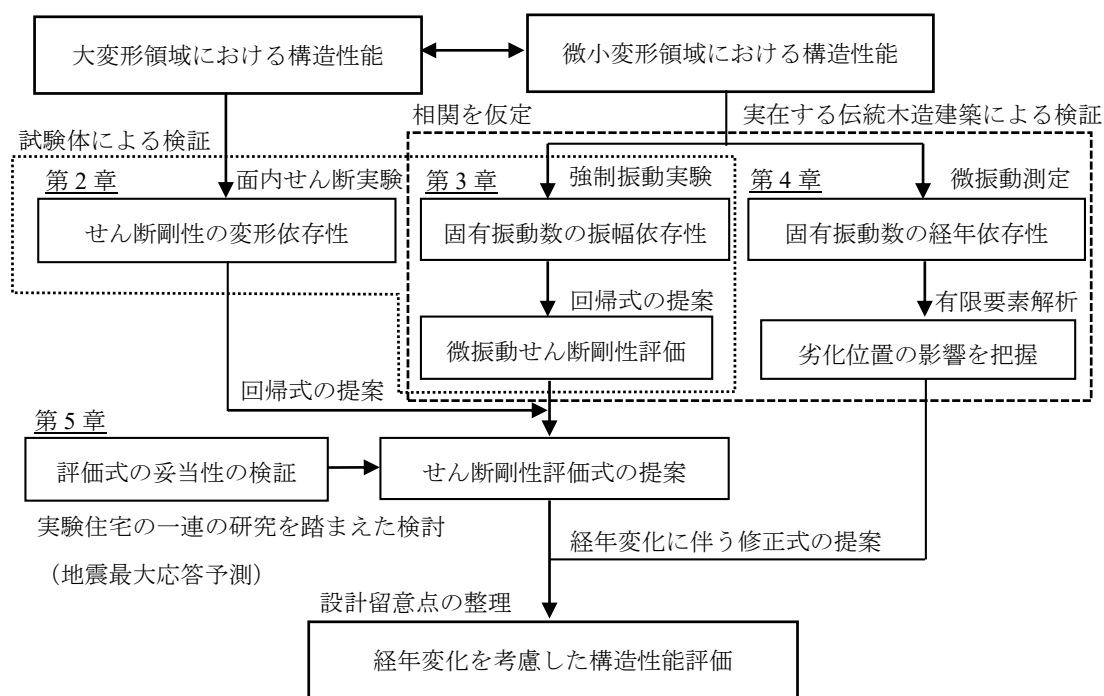 大変形領域における構造性能
微小変形領域における構造性能
相関を仮定
実在する伝統木造建築による検証
試験体による検証
第2章
面内せん断実験
第3章
強制振動実験
第4章
微振動測定
せん断剛性の変形依存性
固有振動数の振幅依存性
固有振動数の経年依存性
回帰式の提案
有限要素解析
微振動せん断剛性評価
劣化位置の影響を把握
回帰式の提案
第5章
評価式の妥当性の検証
せん断剛性評価式の提案
実験住宅の一連の研究を踏まえた検討
（地震最大応答予測）
経年変化に伴う修正式の提案
設計留意点の整理
経年変化を考慮した構造性能評価